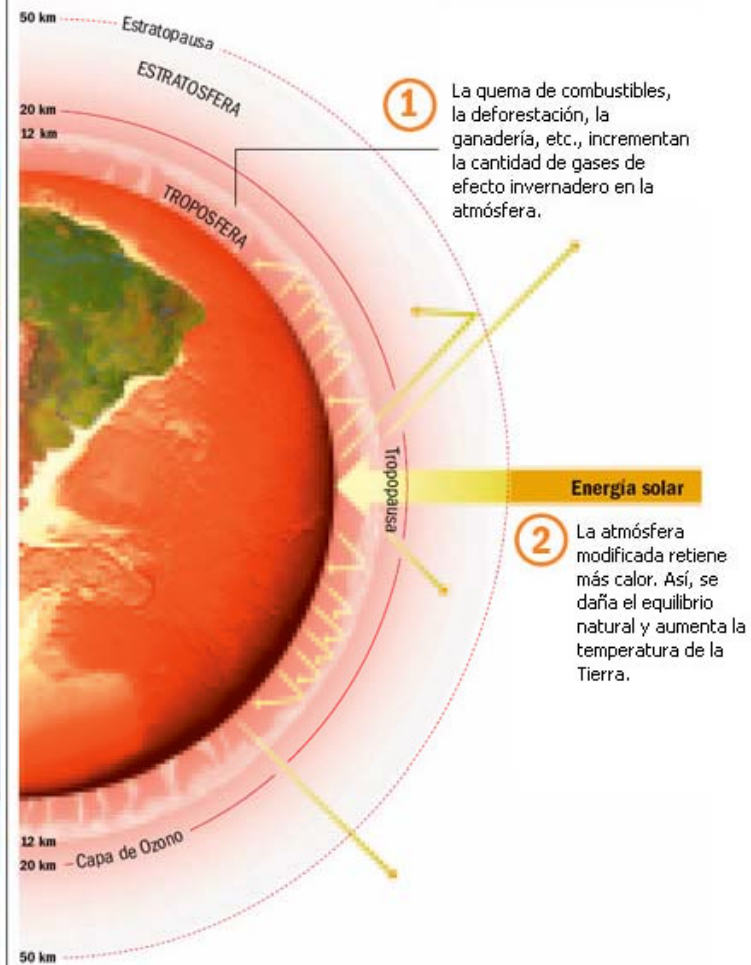 50 km
Estratopausa
ESTRATOSFERA
20 km
12 km
TROPOSFERA
1
La quema de combustibles,
la deforestación, la
ganadería, etc., incrementan
la cantidad de gases de
efecto invernadero en la
atmósfera.
Tropopausa
Energía solar
2
La atmósfera
modificada retiene
más calor. Así, se
daña el equilibrio
natural y aumenta la
temperatura de la
Tierra.
12 km
20 km
Capa de Ozono
50 km